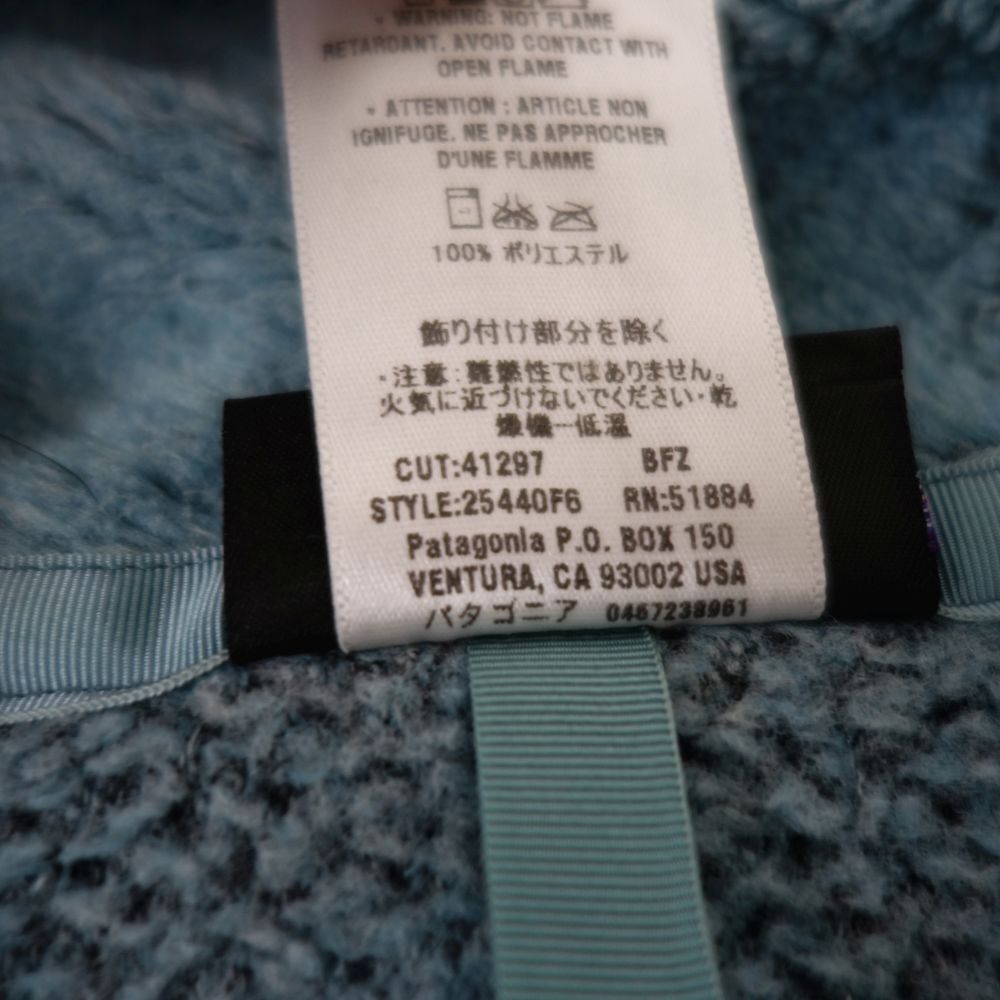 • WARNING: NOT FLAME
RETARDANT. AVOID CONTACT WITH
OPEN FLAME
• ATTENTION : ARTICLE NON
IGNIFUGE. NE PAS APPROCHER
D'UNE FLAMME
100% ポリエステル
飾り付け部分を除く
・注意：難燃性ではありません。
火気に近づけないでください・乾
燥機－低温
CUT:41297 BFZ
STYLE:25440F6 RN:51884
Patagonia P.O. BOX 150
VENTURA, CA 93002 USA
パタゴニア 0467238961